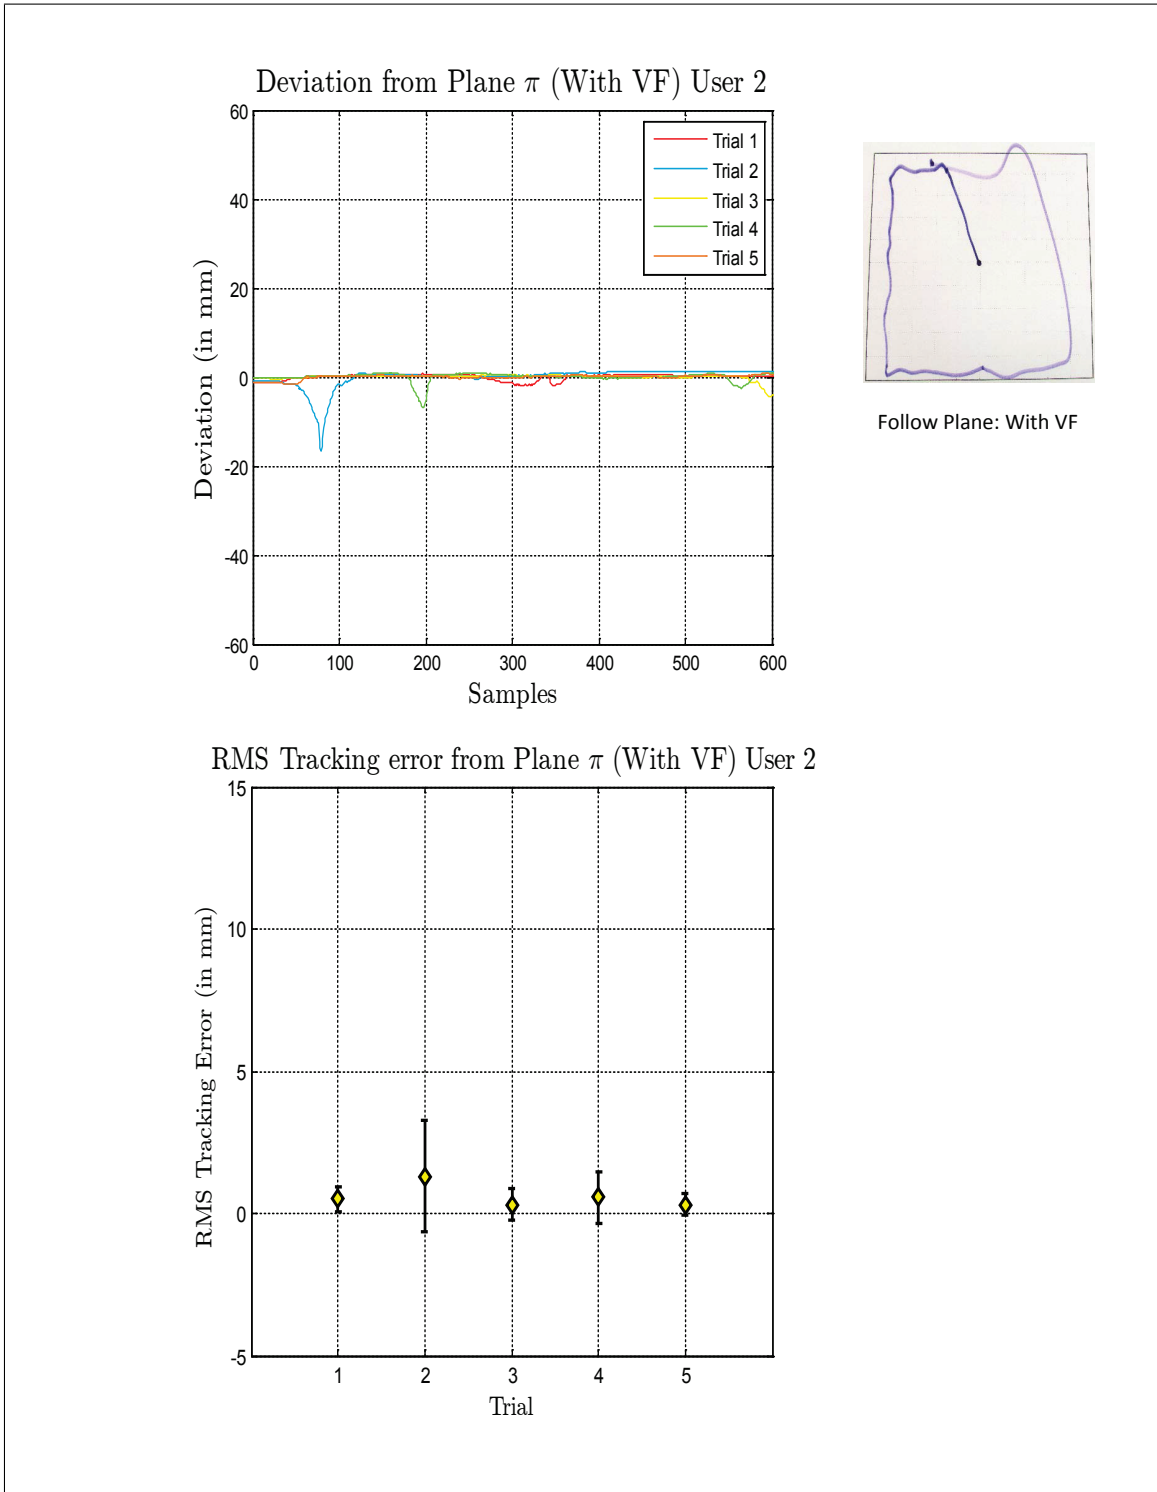 Deviation from Plane π (With VF) User 2
60
40
20
0
-20
-40
-60
Deviation (in mm)
0 100 200 300 400 500 600
Samples
Trial 1
Trial 2
Trial 3
Trial 4
Trial 5
Follow Plane: With VF
RMS Tracking error from Plane π (With VF) User 2
15
10
5
0
-5
RMS Tracking Error (in mm)
1 2 3 4 5
Trial